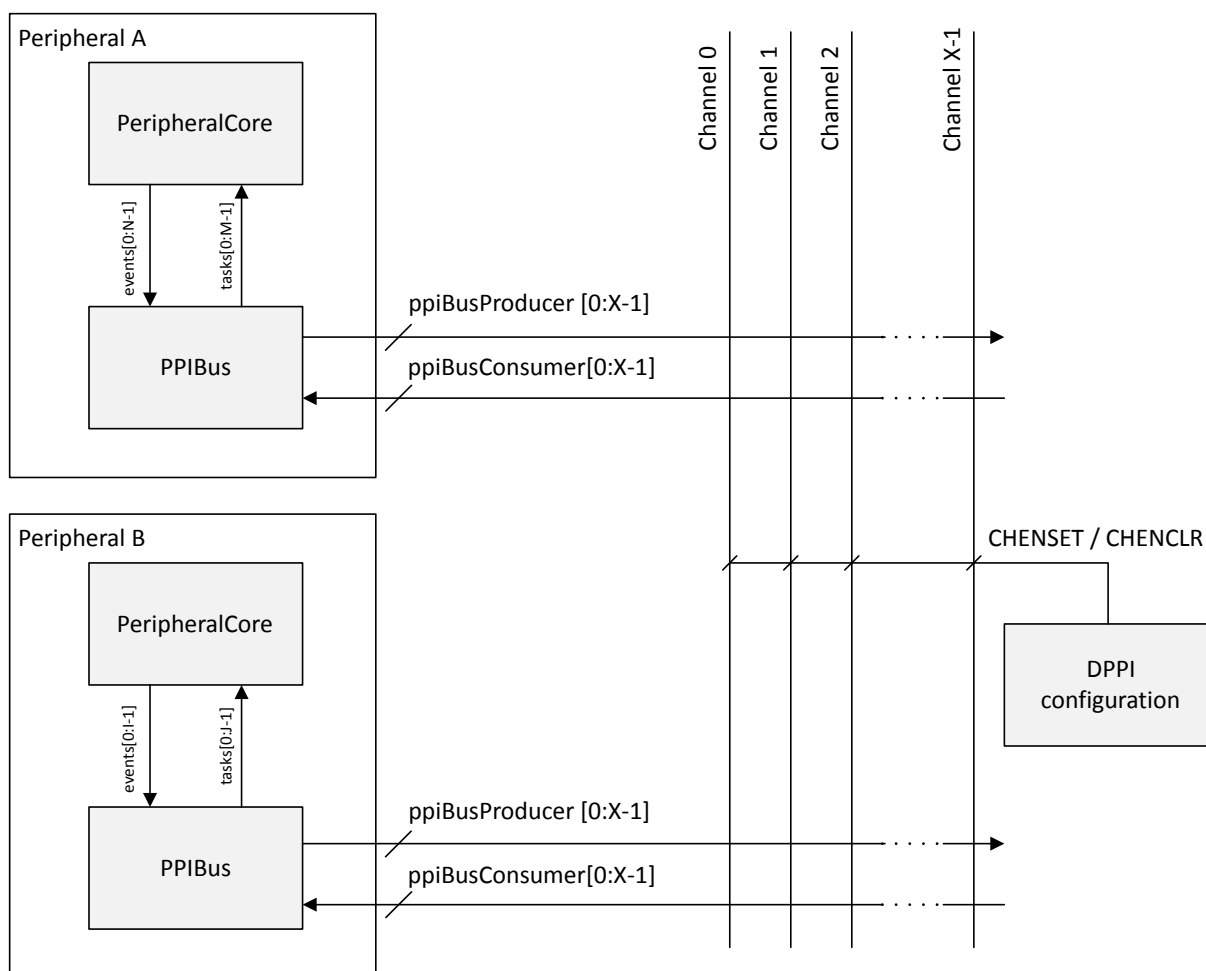 Peripheral A
PeripheralCore
events[0:N-1]
tasks[0:M-1]
PPIBus
ppiBusProducer [0:X-1]
ppiBusConsumer[0:X-1]
Channel 0
Channel 1
Channel 2
Channel X-1
Peripheral B
PeripheralCore
events[0:I-1]
tasks[0:J-1]
PPIBus
ppiBusProducer [0:X-1]
ppiBusConsumer[0:X-1]
CHENSET / CHENCLR
DPPI
configuration